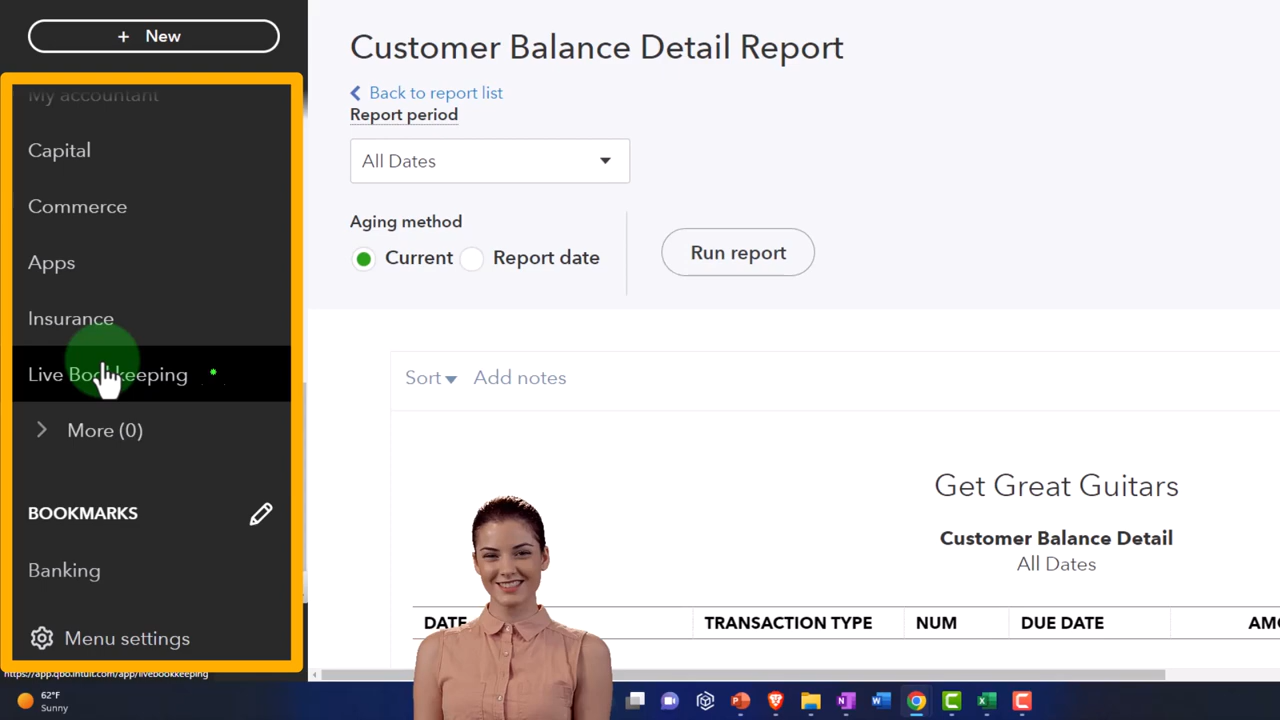 + New
My accountant
Capital
Commerce
Apps
Insurance
Live Bookkeeping
More (0)
BOOKMARKS
Banking
Menu settings
https://app.qbo.intuit.com/app/livebookkeeping
Customer Balance Detail Report
Back to report list
Report period
All Dates
Aging method
Current Report date
Run report
Sort Add notes
Get Great Guitars
Customer Balance Detail
All Dates
DATE TRANSACTION TYPE NUM DUE DATE AMO
62°F
Sunny